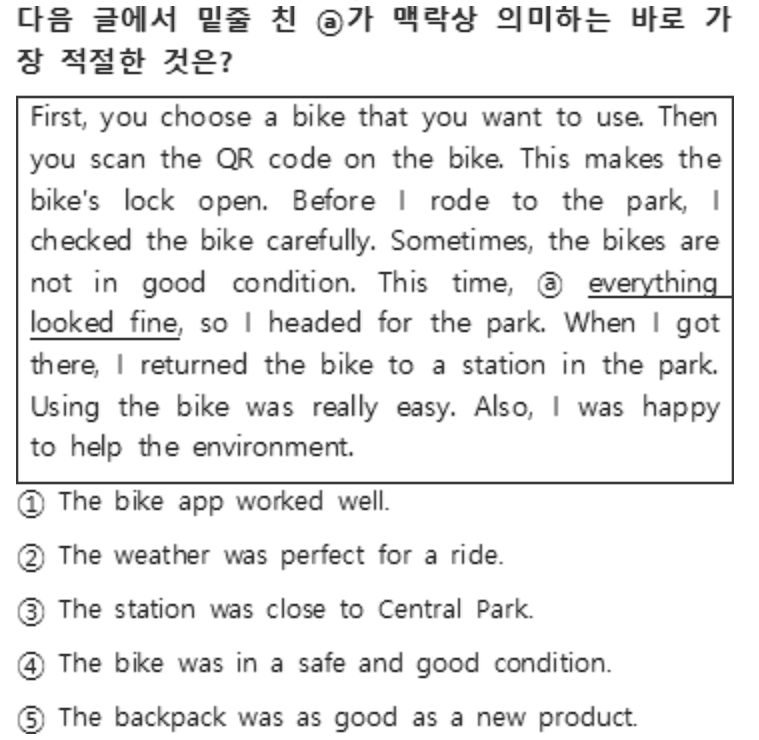 다음 글에서 밑줄 친 ⓐ가 맥락상 의미하는 바로 가
장 적절한 것은?
First, you choose a bike that you want to use. Then
you scan the QR code on the bike. This makes the
bike's lock open. Before I rode to the park, I
checked the bike carefully. Sometimes, the bikes are
not in good condition. This time, ⓐ everything
looked fine, so I headed for the park. When I got
there, I returned the bike to a station in the park.
Using the bike was really easy. Also, I was happy
to help the environment.
① The bike app worked well.
② The weather was perfect for a ride.
③ The station was close to Central Park.
④ The bike was in a safe and good condition.
⑤ The backpack was as good as a new product.